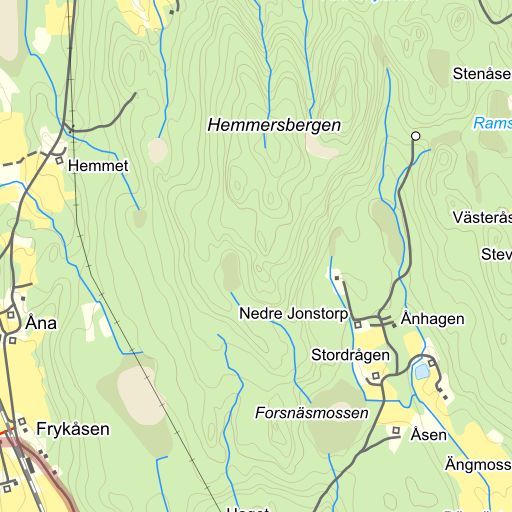 Stenåse
Hemmersbergen
Rams
Hemmet
Västerås
Stev
Nedre Jonstorp
Ånhagen
Åna
Stordrågen
Forsnäsmossen
Frykåsen
Åsen
Ängmoss